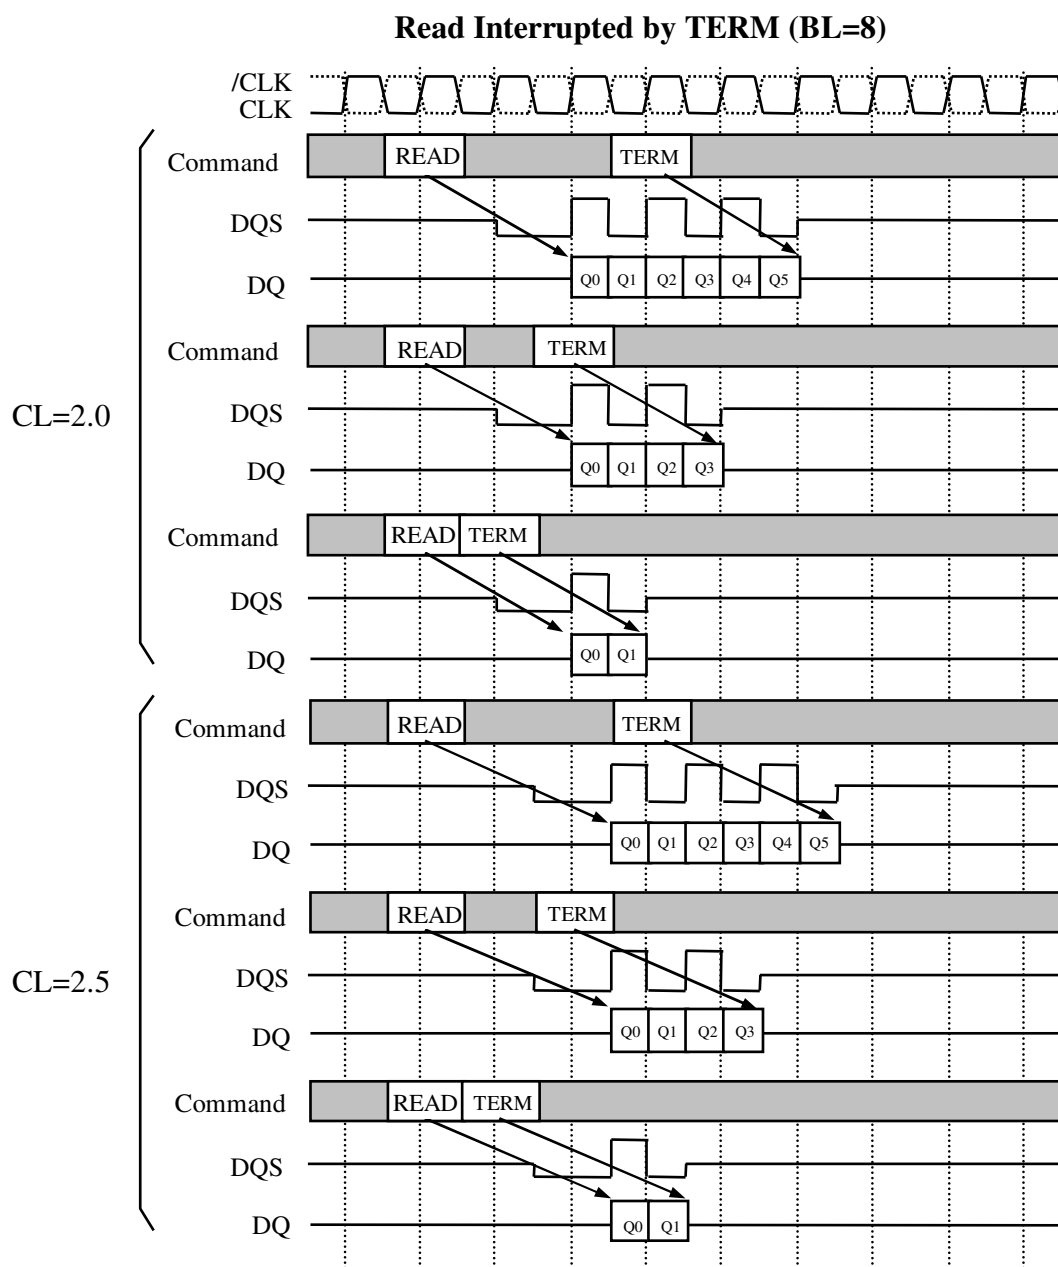 Read Interrupted by TERM (BL=8)
/CLK
CLK
Command READ TERM
DQS
DQ Q0 Q1 Q2 Q3 Q4 Q5
Command READ TERM
CL=2.0
DQS
DQ Q0 Q1 Q2 Q3
Command READ TERM
DQS
DQ Q0 Q1
Command READ TERM
DQS
DQ Q0 Q1 Q2 Q3 Q4 Q5
Command READ TERM
CL=2.5
DQS
DQ Q0 Q1 Q2 Q3
Command READ TERM
DQS
DQ Q0 Q1